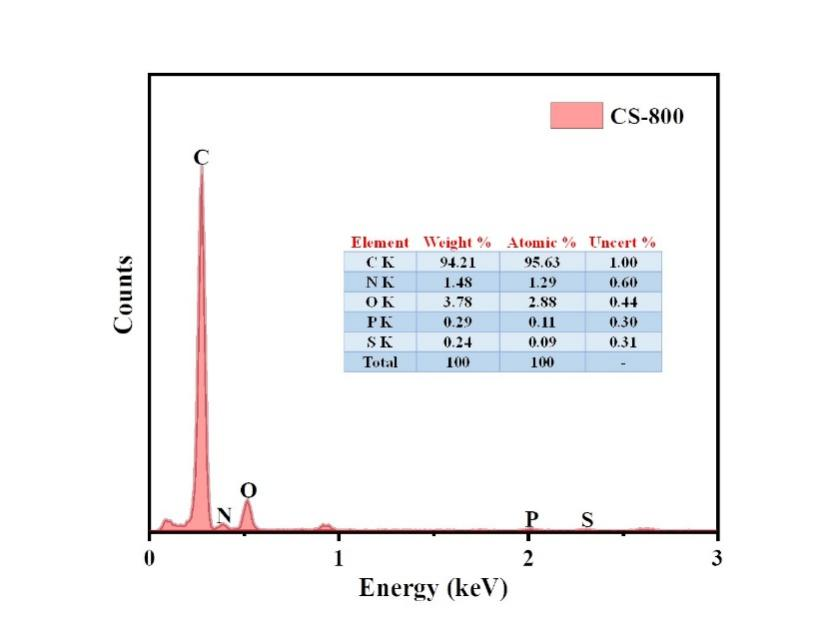 CS-800
C
Element Weight % Atomic % Uncert %
C K 94.21 95.63 1.00
N K 1.48 1.29 0.60
O K 3.78 2.88 0.44
P K 0.29 0.11 0.30
S K 0.24 0.09 0.31
Total 100 100 -
Counts
N
O
P
S
0 1 2 3
Energy (keV)